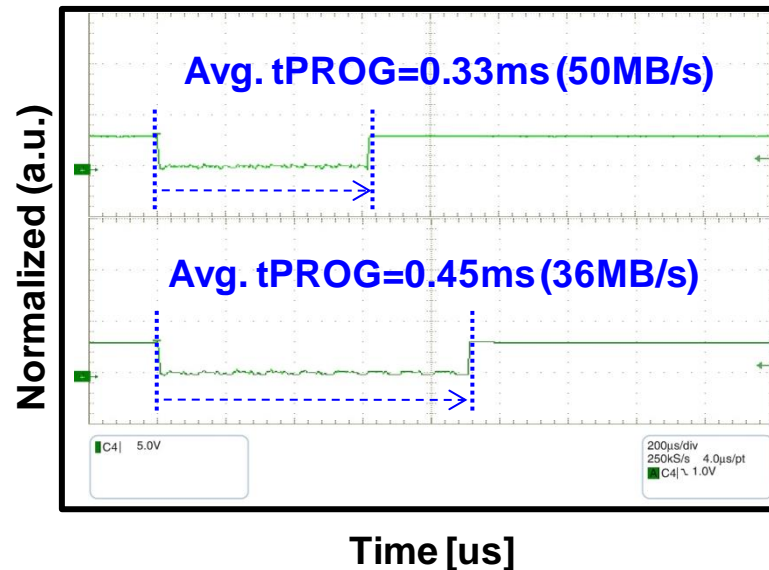 Avg. tPROG=0.33ms (50MB/s)
Normalized (a.u.)
Avg. tPROG=0.45ms (36MB/s)
C4| 5.0V
200µs/div
250kS/s 4.0µs/pt
A C4| 1.0V
Time [us]